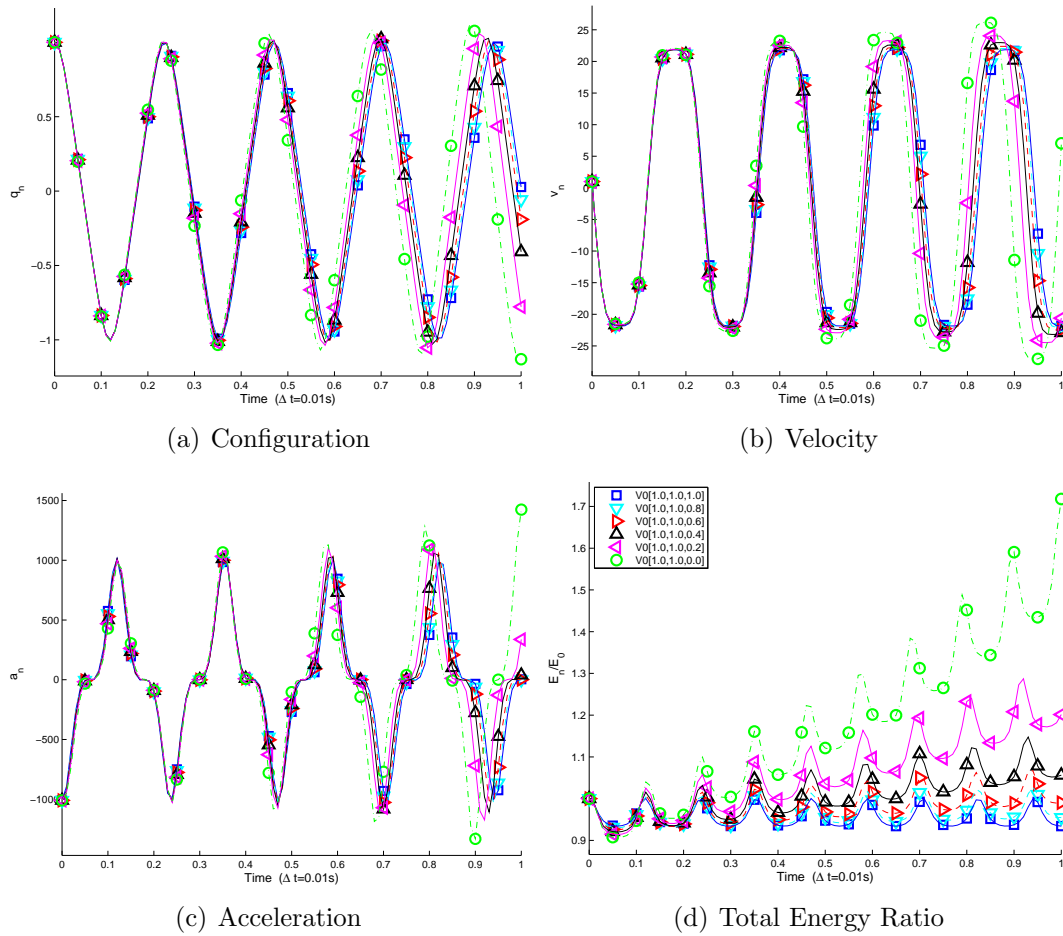 1
0.5
0
-0.5
-1
q_n
0 0.1 0.2 0.3 0.4 0.5 0.6 0.7 0.8 0.9 1
Time (Δ t=0.01s)
(a) Configuration
25
20
15
10
5
0
-5
-10
-15
-20
-25
v_n
0 0.1 0.2 0.3 0.4 0.5 0.6 0.7 0.8 0.9 1
Time (Δ t=0.01s)
(b) Velocity
1500
1000
500
0
-500
-1000
a_n
0 0.1 0.2 0.3 0.4 0.5 0.6 0.7 0.8 0.9 1
Time (Δ t=0.01s)
(c) Acceleration
V0[1.0,1.0,1.0]
V0[1.0,1.0,0.8]
V0[1.0,1.0,0.6]
V0[1.0,1.0,0.4]
V0[1.0,1.0,0.2]
V0[1.0,1.0,0.0]
1.7
1.6
1.5
1.4
1.3
1.2
1.1
1.0
0.9
E_n/E_0
0 0.1 0.2 0.3 0.4 0.5 0.6 0.7 0.8 0.9 1
Time (Δ t=0.01s)
(d) Total Energy Ratio